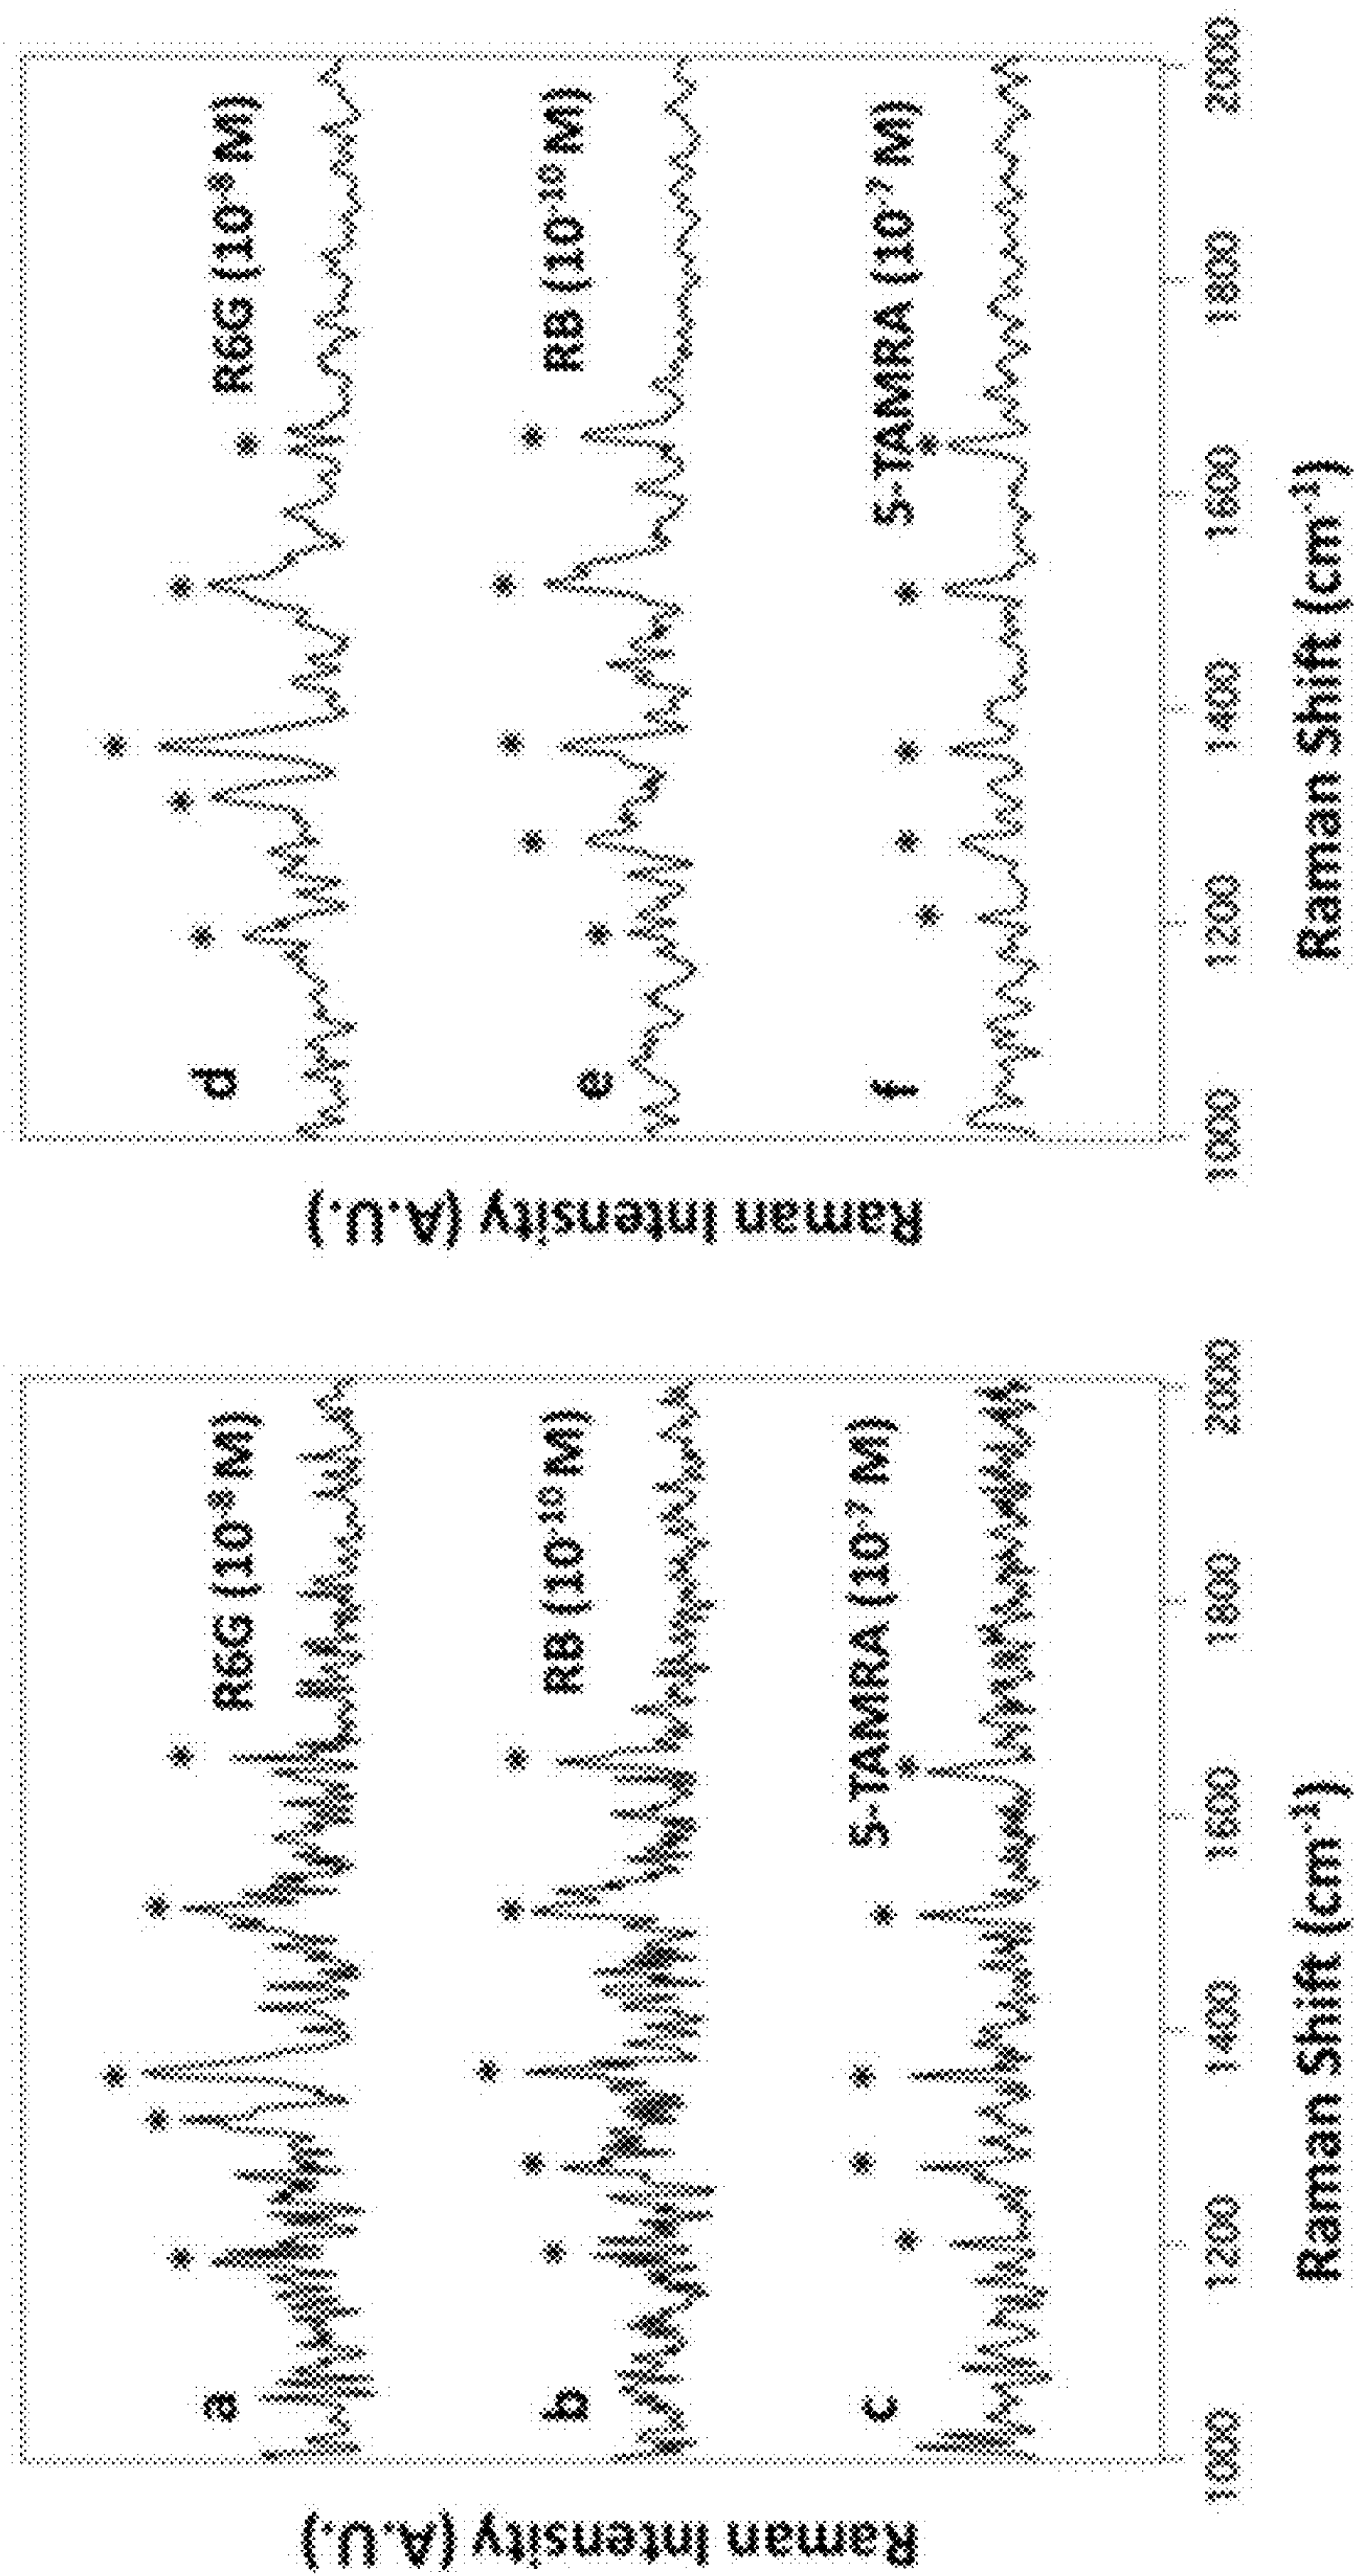 Raman Intensity (A.U.)
a
R6G (10⁻⁸ M)
b
RB (10⁻¹⁰ M)
c
5-TAMRA (10⁻⁷ M)
1000 1200 1400 1600 1800 2000
Raman Shift (cm⁻¹)
Raman Intensity (A.U.)
d
R6G (10⁻⁸ M)
e
RB (10⁻¹⁰ M)
f
5-TAMRA (10⁻⁷ M)
1000 1200 1400 1600 1800 2000
Raman Shift (cm⁻¹)